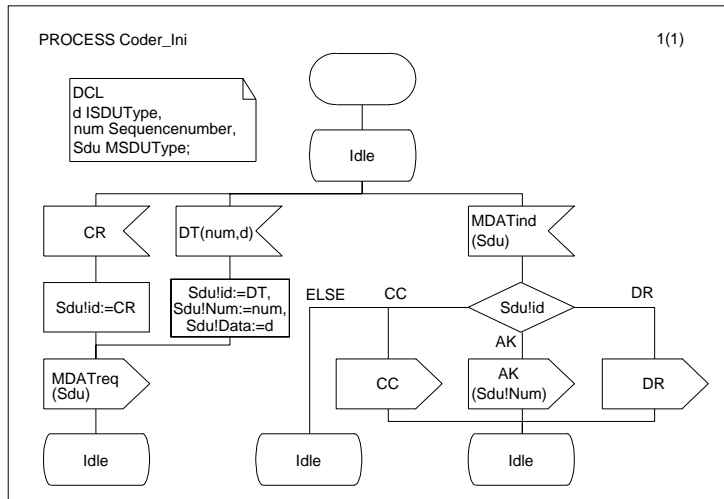 PROCESS Coder_Ini
1(1)
DCL
d ISDUType,
num Sequencenumber,
Sdu MSDUType;
Idle
CR
DT(num,d)
MDATind
(Sdu)
Sdu!id:=CR
Sdu!id:=DT,
Sdu!Num:=num,
Sdu!Data:=d
ELSE
CC
Sdu!id
DR
AK
MDATreq
(Sdu)
CC
AK
(Sdu!Num)
DR
Idle
Idle
Idle